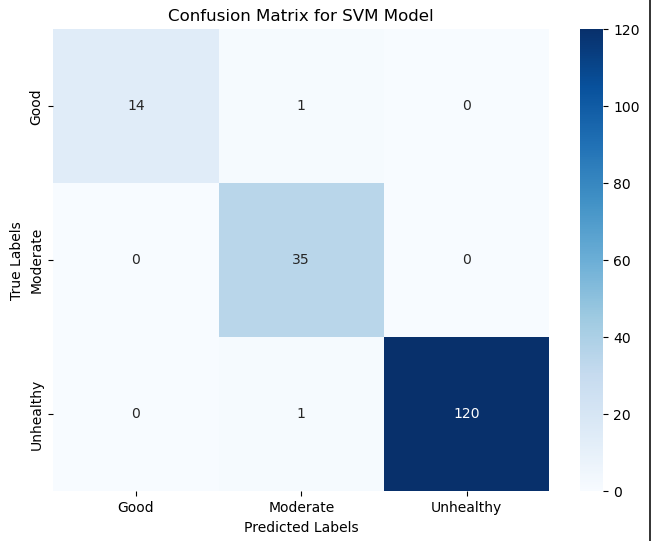 Confusion Matrix for SVM Model
True Labels
Good
Moderate
Unhealthy
14 1 0
0 35 0
0 1 120
Good Moderate Unhealthy
Predicted Labels
120
100
80
60
40
20
0